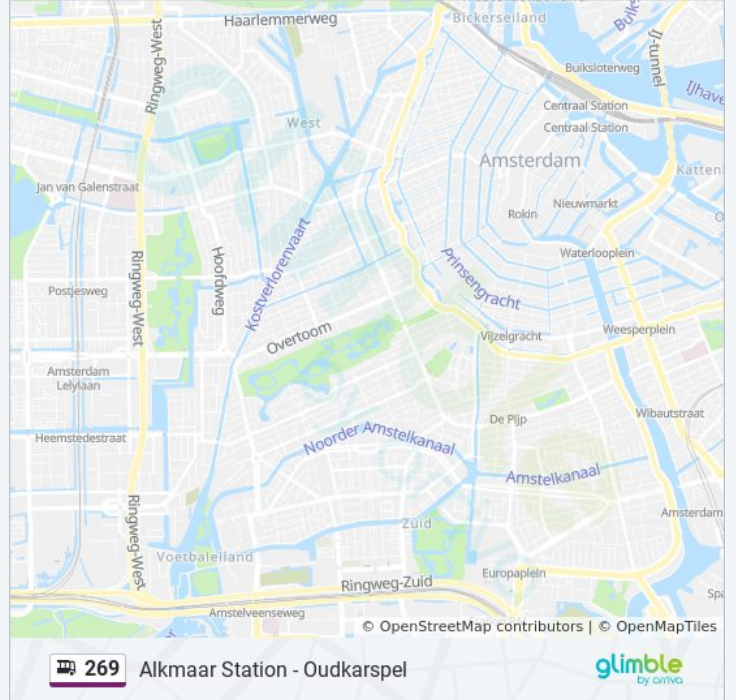 Haarlemmerweg
Bickerseiland
Buiks
IJ-tunnel
Ringweg-West
Buiksloterweg
IJhave
Centraal Station
Centraal Station
West
Amsterdam
Katten
Jan van Galenstraat
Nieuwmarkt
Rokin
O
Kostverlorenvaart
Hoofdweg
Ringweg-West
Waterlooplein
Prinsengracht
Postjesweg
Overtoom
Vijzelgracht
Weesperplein
Amsterdam
Lelylaan
Wibautstraat
De Pijp
Heemstedestraat
Noorder Amstelkanaal
Amstelkanaal
Ringweg-West
Amsterdam
Zuid
Voetbaleiland
Europaplein
Ringweg-Zuid
Spa
Amstelveenseweg
© OpenStreetMap contributors | © OpenMapTiles
269 Alkmaar Station - Oudkarspel
glimble
by arriva